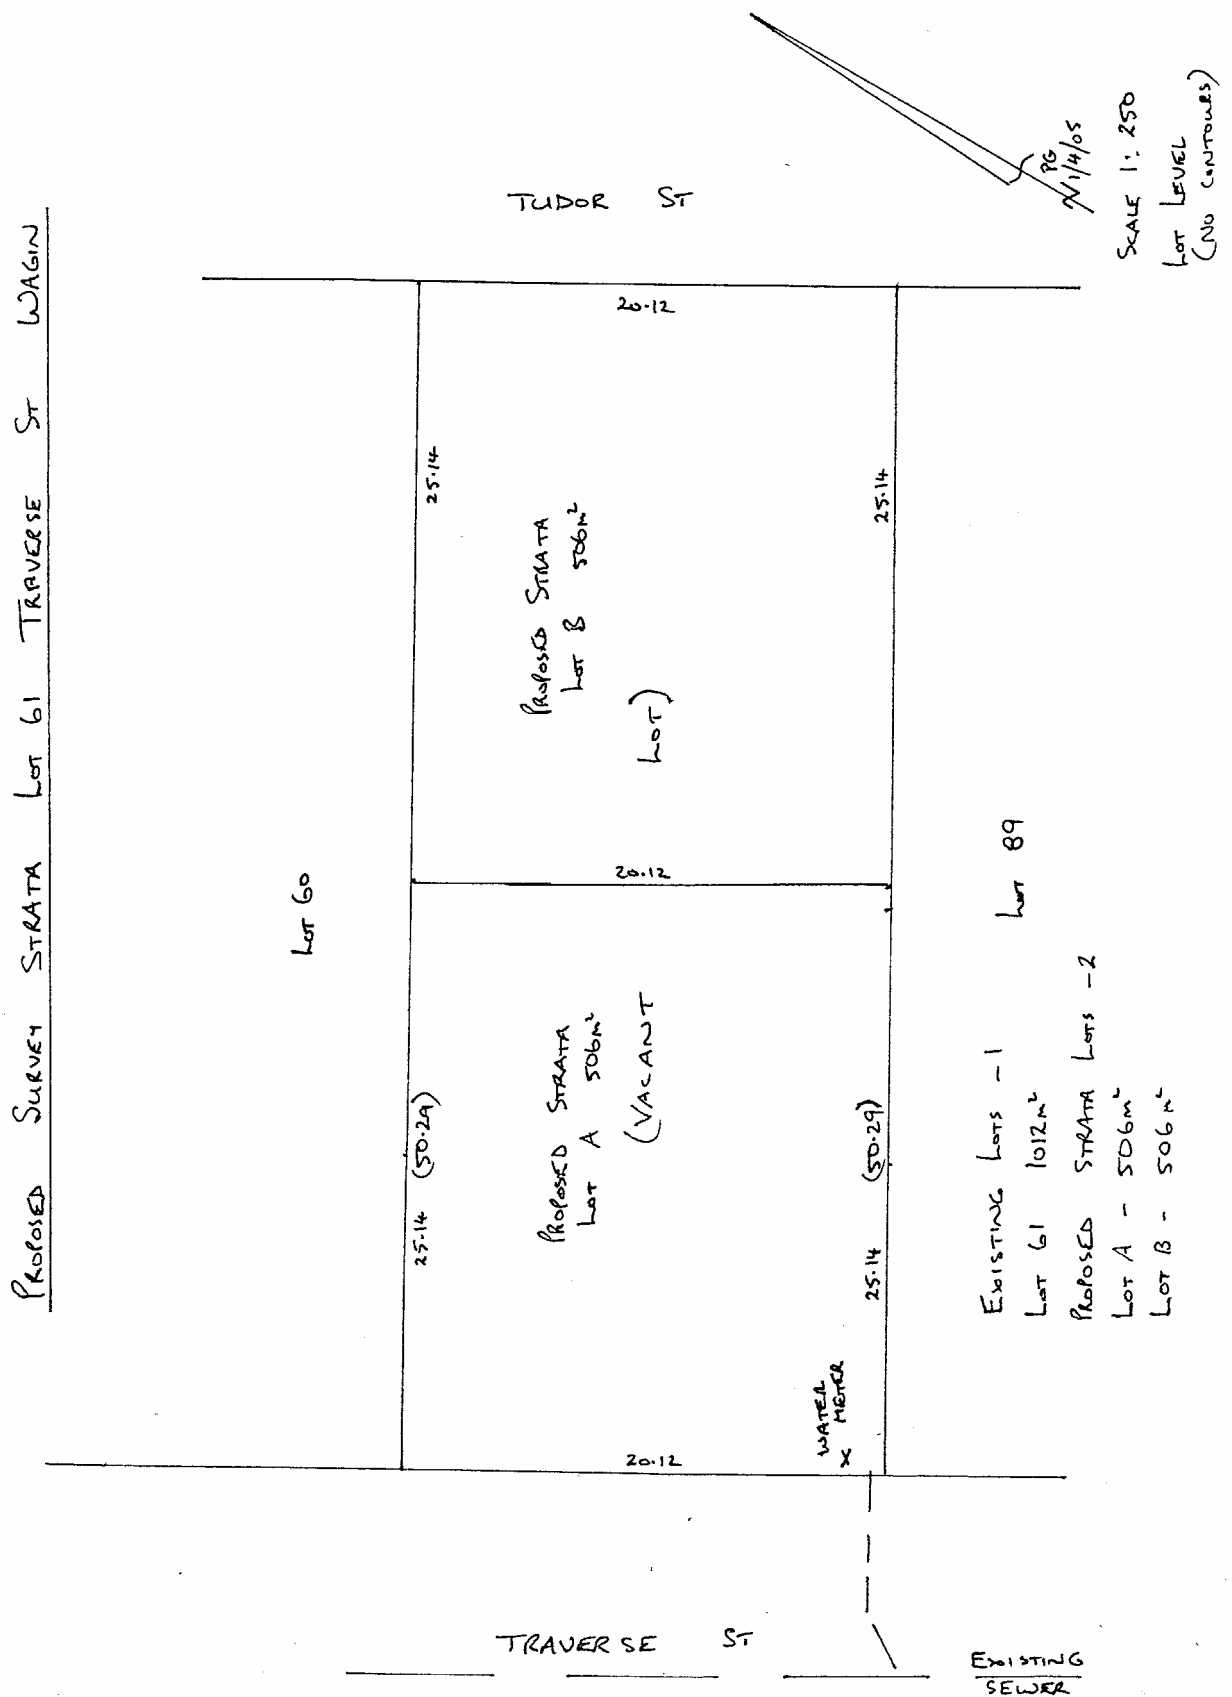 PROPOSED SURVEY STRATA LOT 61 TRAVERSE ST WAGIN
LOT 60
TUDOR ST
20.12
25.14
25.14
PROPOSED STRATA
LOT B 506m²
LOT)
20.12
25.14 (50.29)
25.14 (50.29)
PROPOSED STRATA
LOT A 506m²
(VACANT
WATER
x METER
20.12
TRAVERSE ST
EXISTING
SEWER
LOT 89
EXISTING LOTS - 1
LOT 61 1012m²
PROPOSED STRATA LOTS - 2
LOT A - 506m²
LOT B - 506m²
PG
1/4/05
SCALE 1:250
LOT LEVEL
(NO CONTOURS)